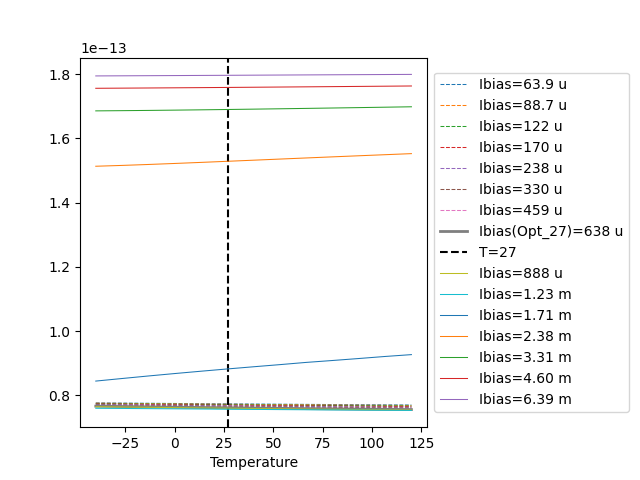 1e−13
1.8
1.6
1.4
1.2
1.0
0.8
−25
0
25
50
75
100
125
Temperature
Ibias=63.9 u
Ibias=88.7 u
Ibias=122 u
Ibias=170 u
Ibias=238 u
Ibias=330 u
Ibias=459 u
Ibias(Opt_27)=638 u
T=27
Ibias=888 u
Ibias=1.23 m
Ibias=1.71 m
Ibias=2.38 m
Ibias=3.31 m
Ibias=4.60 m
Ibias=6.39 m